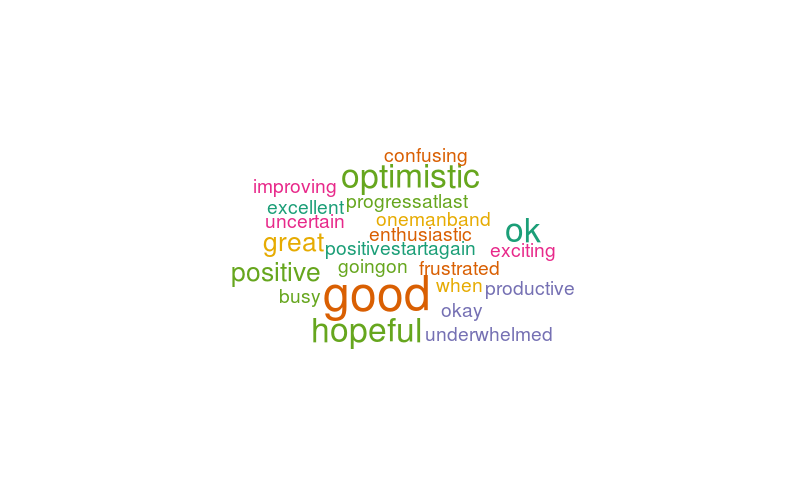 confusing
optimistic
improving
progressatlast
excellent
onemanband
uncertain
enthusiastic
ok
great
positivestartagain
exciting
positive
goingon
frustrated
when
productive
busy
good
okay
hopeful
underwhelmed